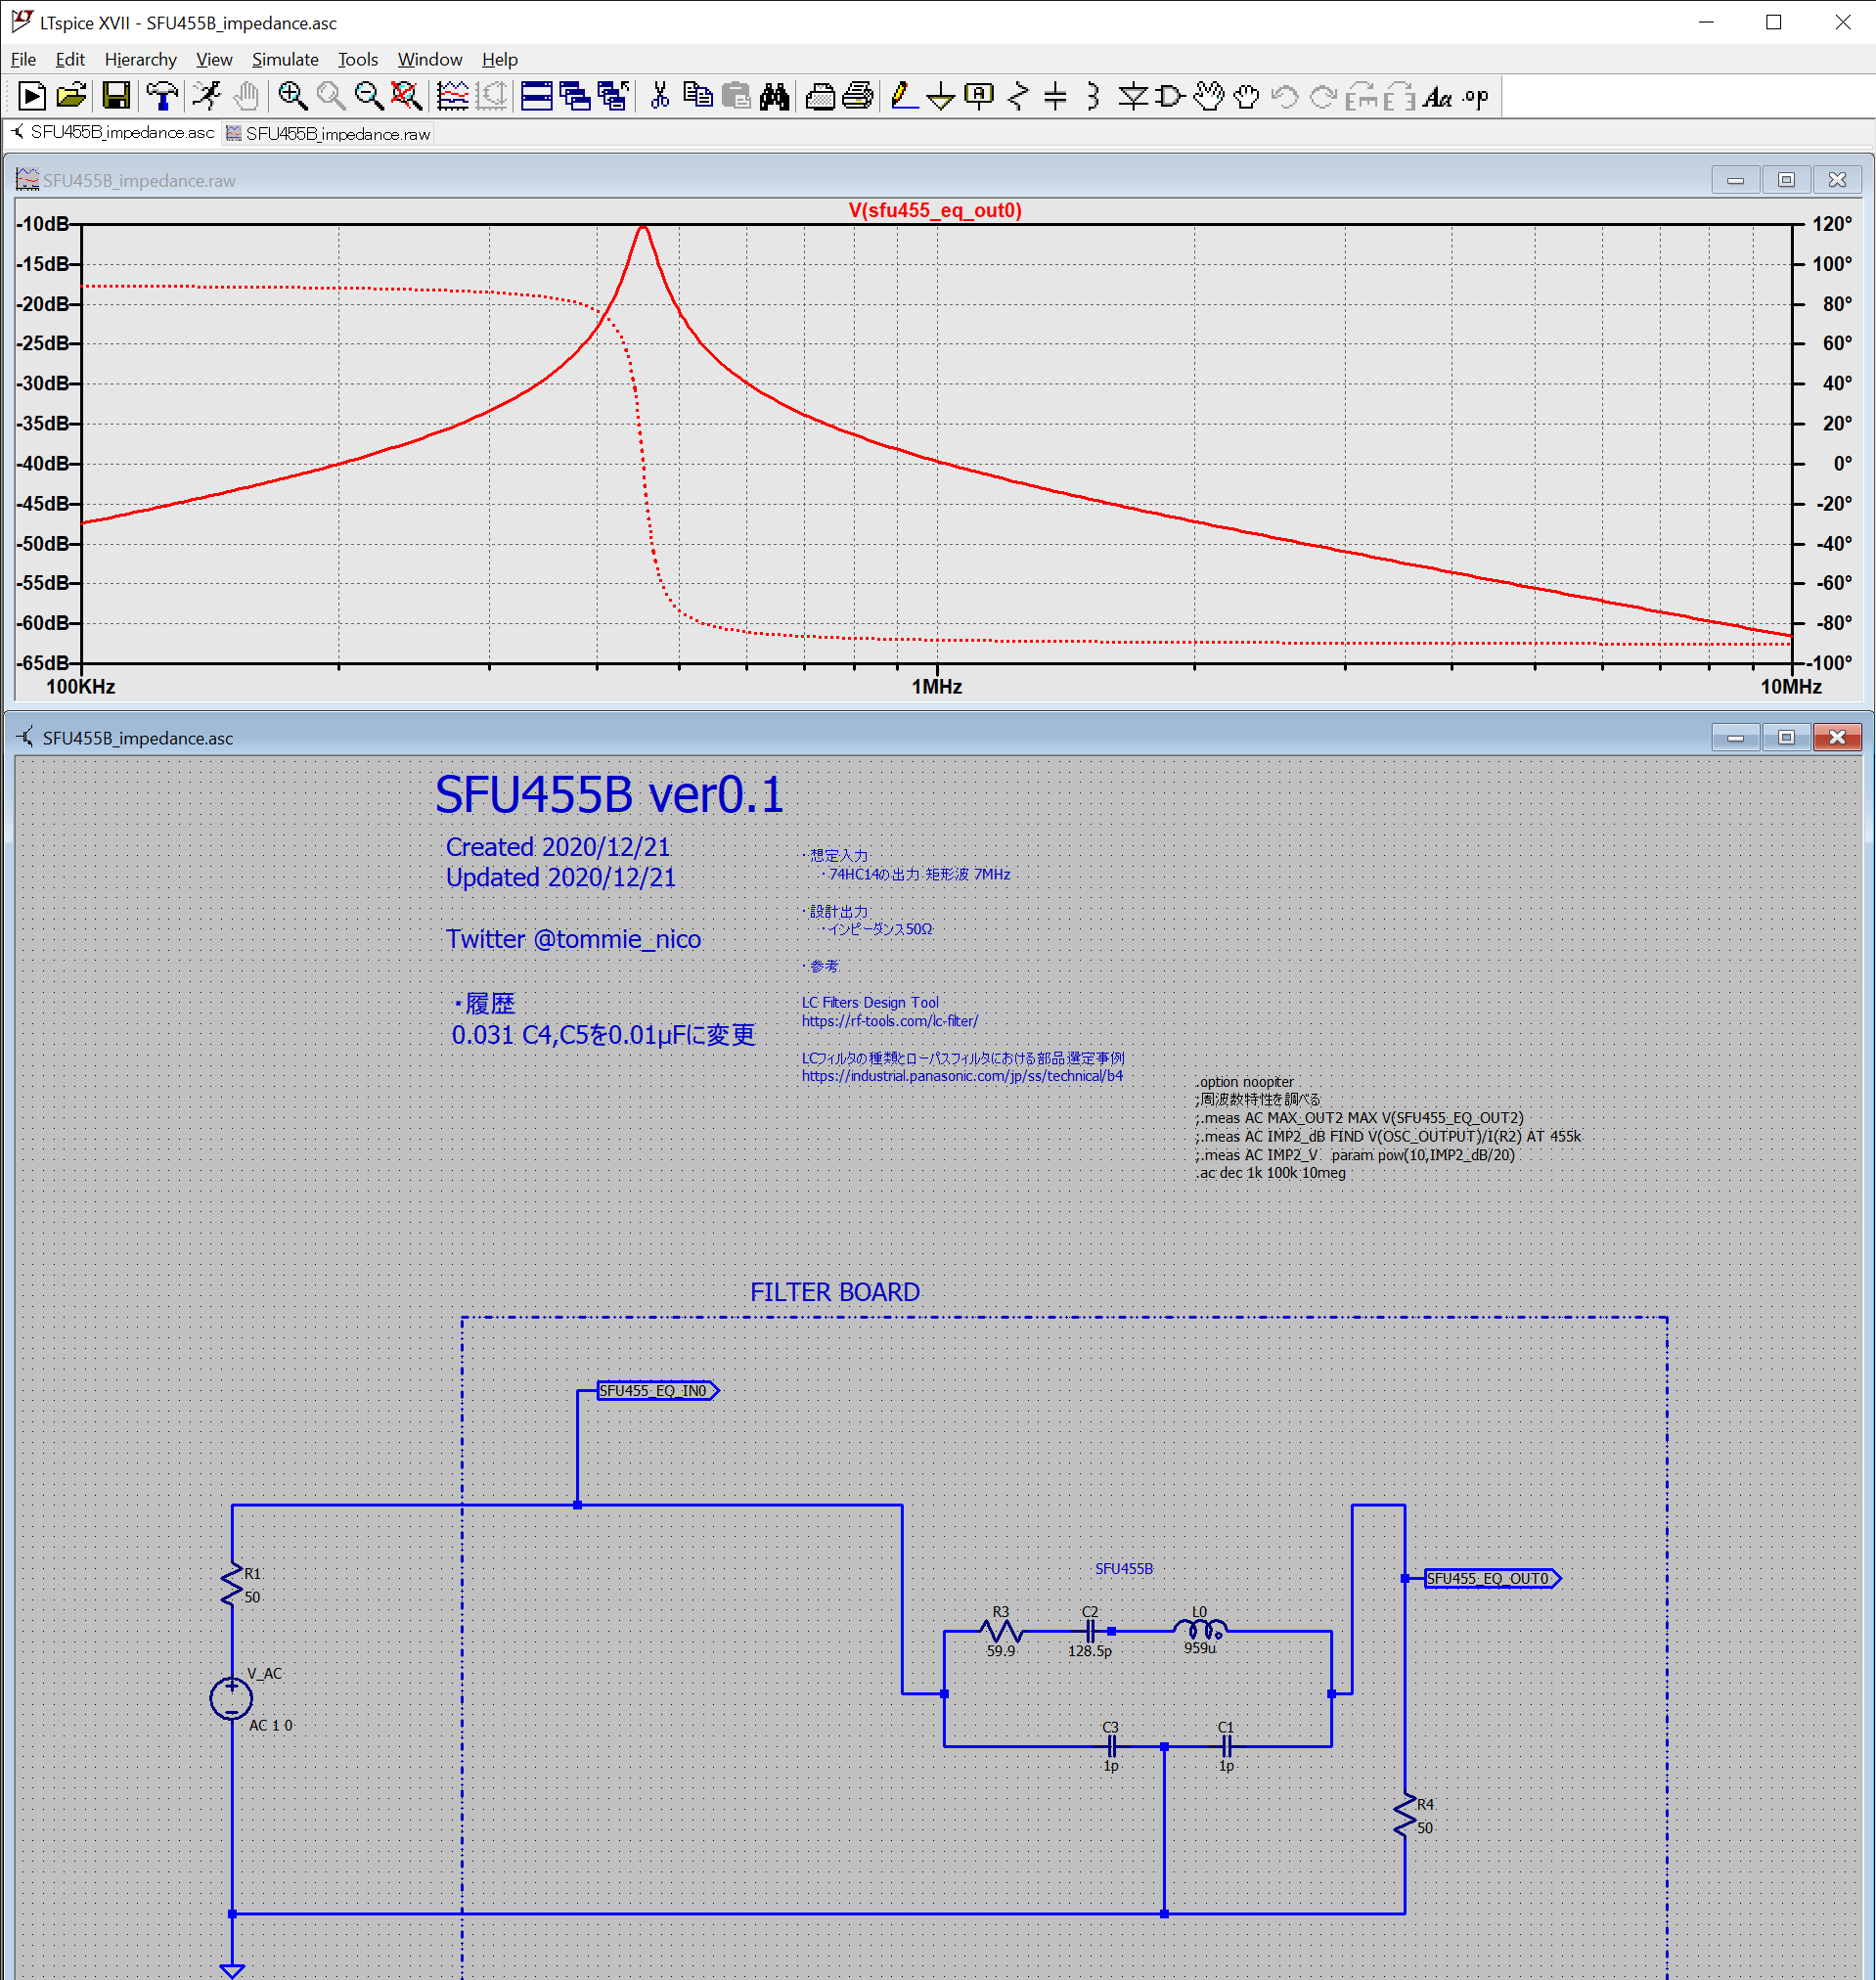 LTspice XVII - SFU455B_impedance.asc
File Edit Hierarchy View Simulate Tools Window Help
SFU455B_impedance.asc SFU455B_impedance.raw
SFU455B_impedance.raw
V(sfu455_eq_out0)
-10dB 120°
-15dB 100°
-20dB 80°
-25dB 60°
-30dB 40°
-35dB 20°
-40dB 0°
-45dB -20°
-50dB -40°
-55dB -60°
-60dB -80°
-65dB -100°
100KHz 1MHz 10MHz
SFU455B_impedance.asc
SFU455B ver0.1
Created 2020/12/21
Updated 2020/12/21
Twitter @tommie_nico
・履歴
0.031 C4,C5を0.01µFに変更
・想定入力
・74HC14の出力 矩形波 7MHz
・設計出力
・インピーダンス50Ω
・参考
LC Filters Design Tool
https://rf-tools.com/lc-filter/
LCフィルタの種類とローパスフィルタにおける部品選定事例
https://industrial.panasonic.com/jp/ss/technical/b4
.option noopiter
;周波数特性を調べる
;.meas AC MAX_OUT2 MAX V(SFU455_EQ_OUT2)
;.meas AC IMP2_dB FIND V(OSC_OUTPUT)/I(R2) AT 455k
;.meas AC IMP2_V param pow(10,IMP2_dB/20)
.ac dec 1k 100k 10meg
FILTER BOARD
SFU455_EQ_IN0
SFU455B
SFU455_EQ_OUT0
R1
50
R3
59.9
C2
128.5p
L0
959u
V_AC
AC 1 0
C3
1p
C1
1p
R4
50